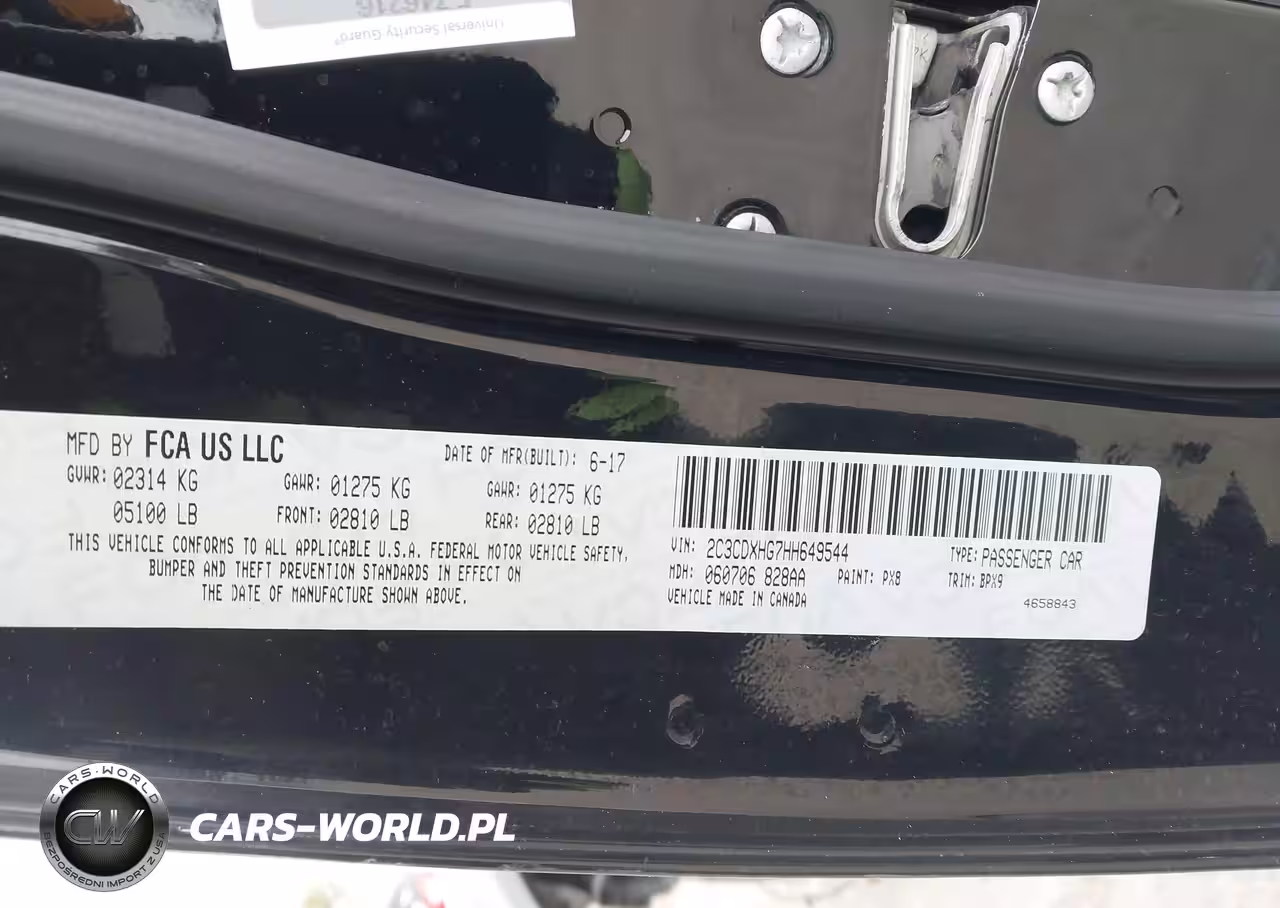 Universal Security Guard®
MFD BY FCA US LLC
DATE OF MFR(BUILT): 6-17
GVWR: 02314 KG GAWR: 01275 KG GAWR: 01275 KG
05100 LB FRONT: 02810 LB REAR: 02810 LB
THIS VEHICLE CONFORMS TO ALL APPLICABLE U.S.A. FEDERAL MOTOR VEHICLE SAFETY,
BUMPER AND THEFT PREVENTION STANDARDS IN EFFECT ON
THE DATE OF MANUFACTURE SHOWN ABOVE.
VIN: 2C3CDXHG7HH649544 TYPE: PASSENGER CAR
MDH: 060706 828AA PAINT: PX8 TRIM: BPX9
VEHICLE MADE IN CANADA 4658843
CARS-WORLD
CW
BEZPOŚREDNI IMPORT Z USA
CARS-WORLD.PL